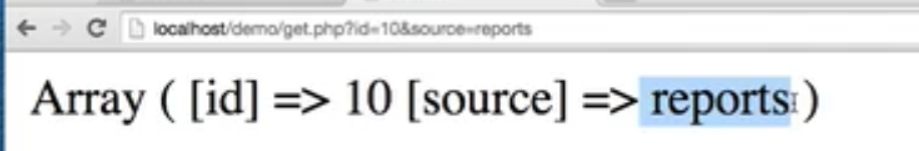 localhost/demo/get.php?id=10&source=reports
Array ( [id] => 10 [source] => reports )